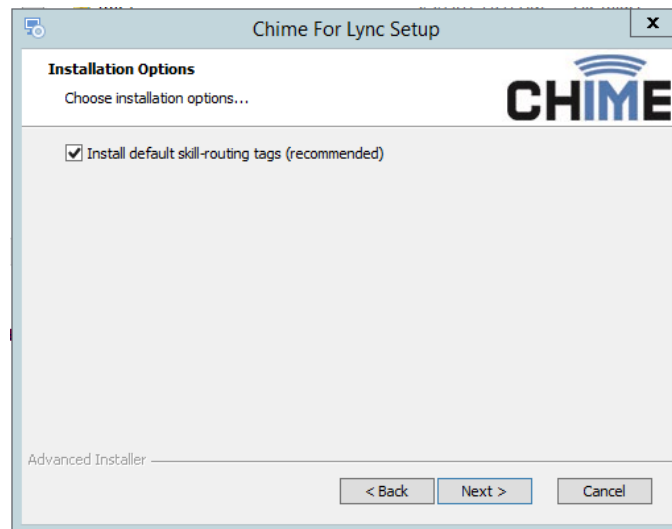 Chime For Lync Setup
x
Installation Options
Choose installation options...
CHIME
Install default skill-routing tags (recommended)
Advanced Installer
< Back
Next >
Cancel